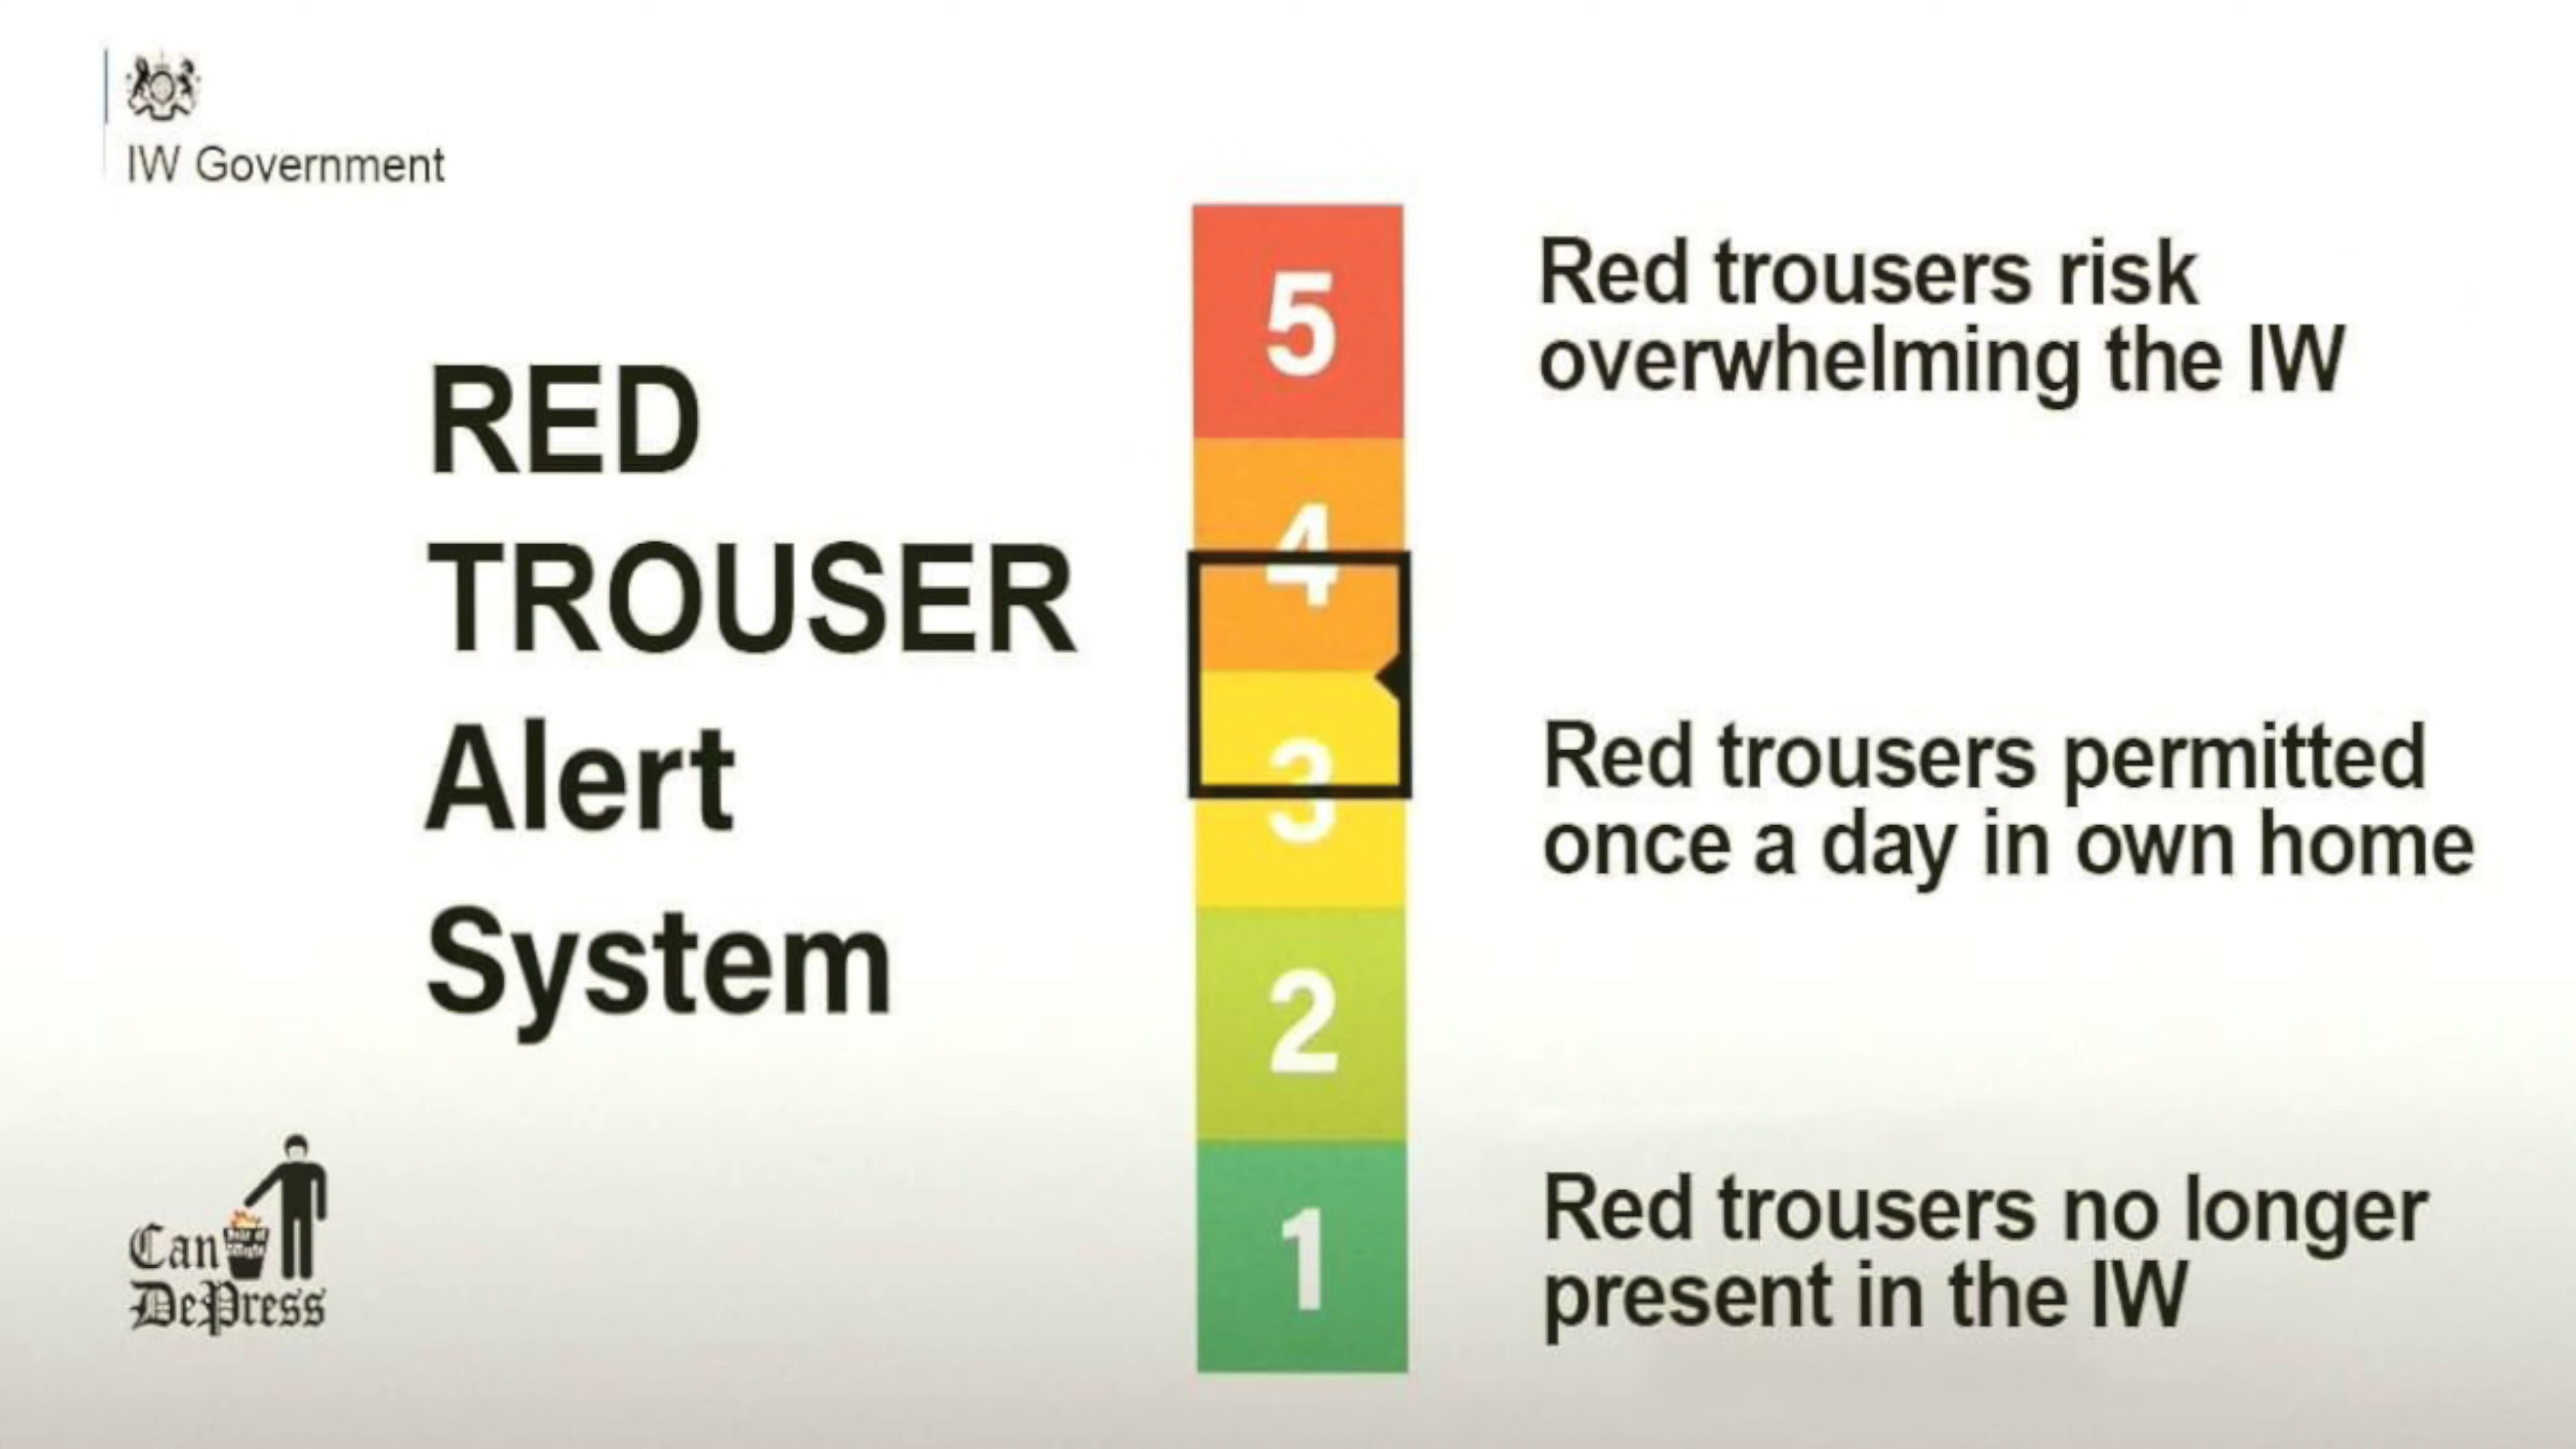 IW Government
RED
TROUSER
Alert
System
5
4
3
2
1
Red trousers risk
overwhelming the IW
Red trousers permitted
once a day in own home
Red trousers no longer
present in the IW
Can
DePress